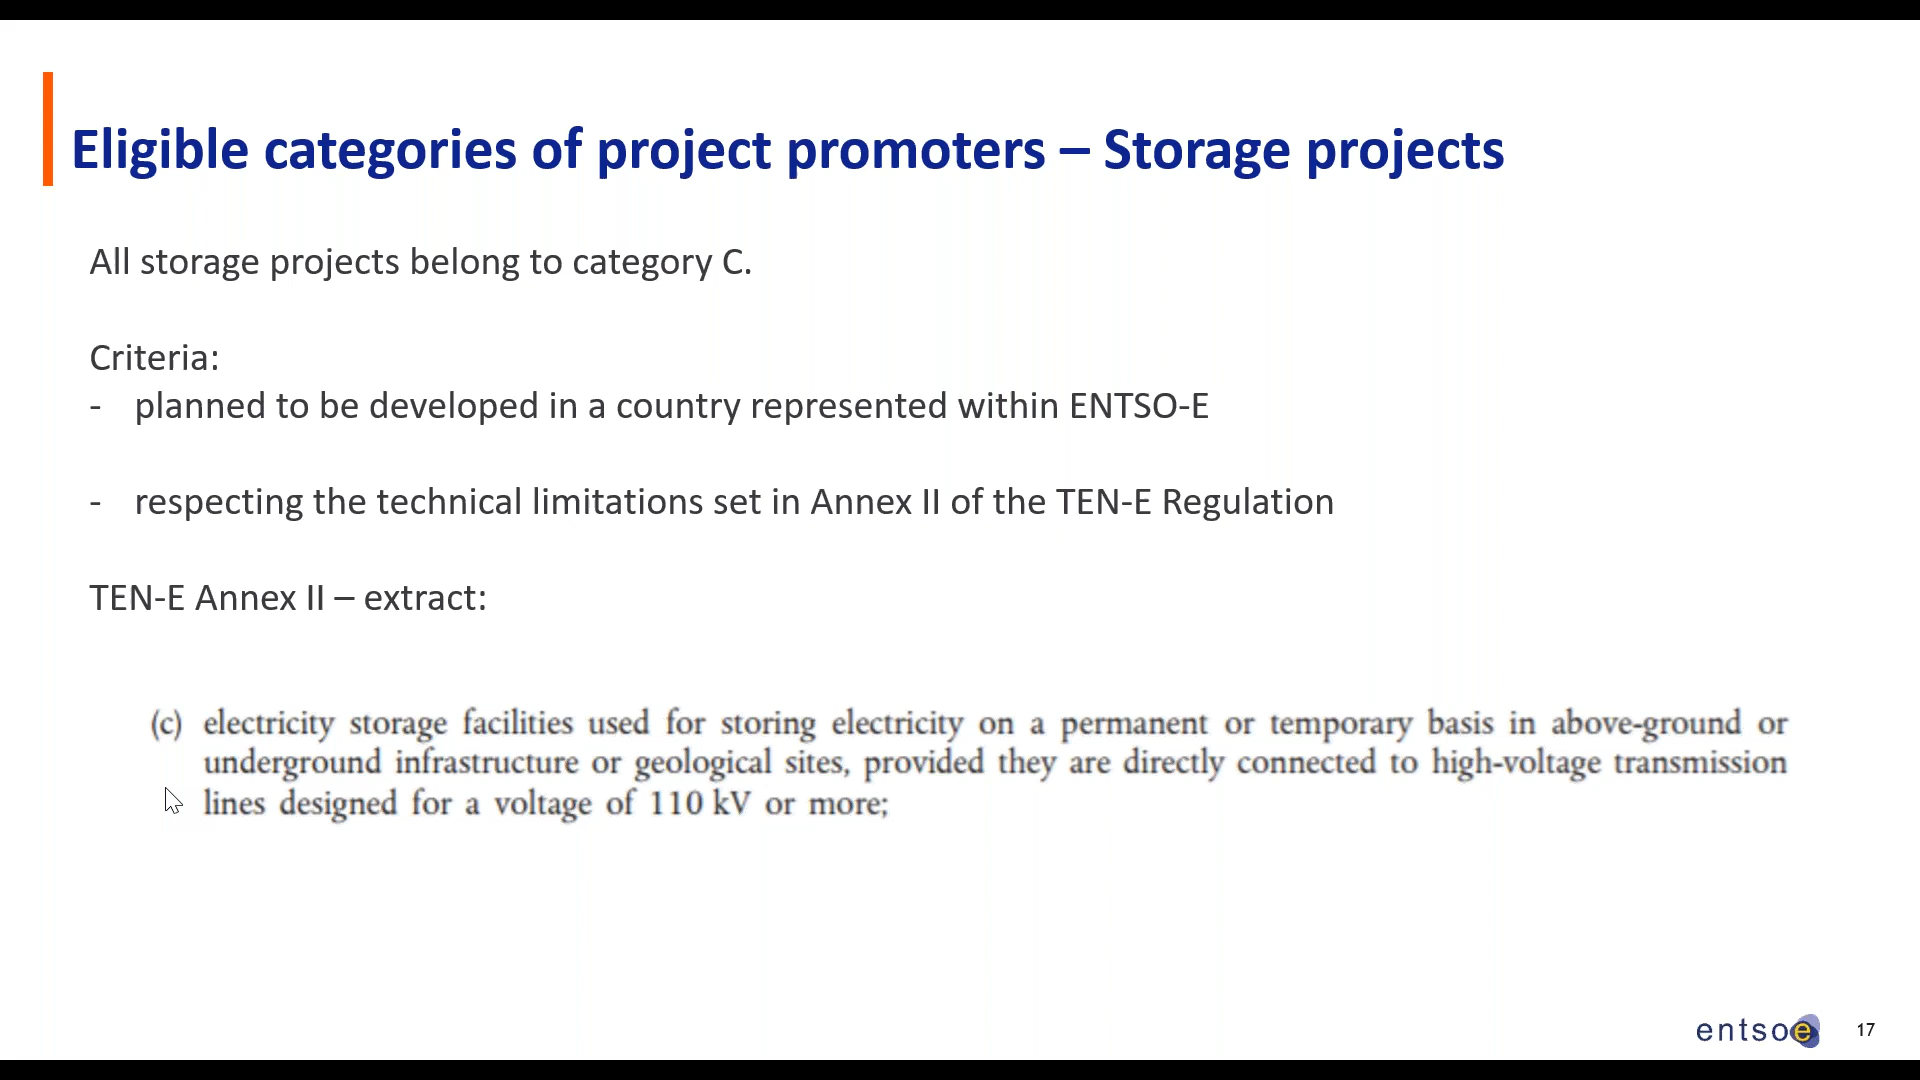 Eligible categories of project promoters – Storage projects
All storage projects belong to category C.
Criteria:
- planned to be developed in a country represented within ENTSO-E
- respecting the technical limitations set in Annex II of the TEN-E Regulation
TEN-E Annex II – extract:
(c) electricity storage facilities used for storing electricity on a permanent or temporary basis in above-ground or
underground infrastructure or geological sites, provided they are directly connected to high-voltage transmission
lines designed for a voltage of 110 kV or more;
entsoe 17